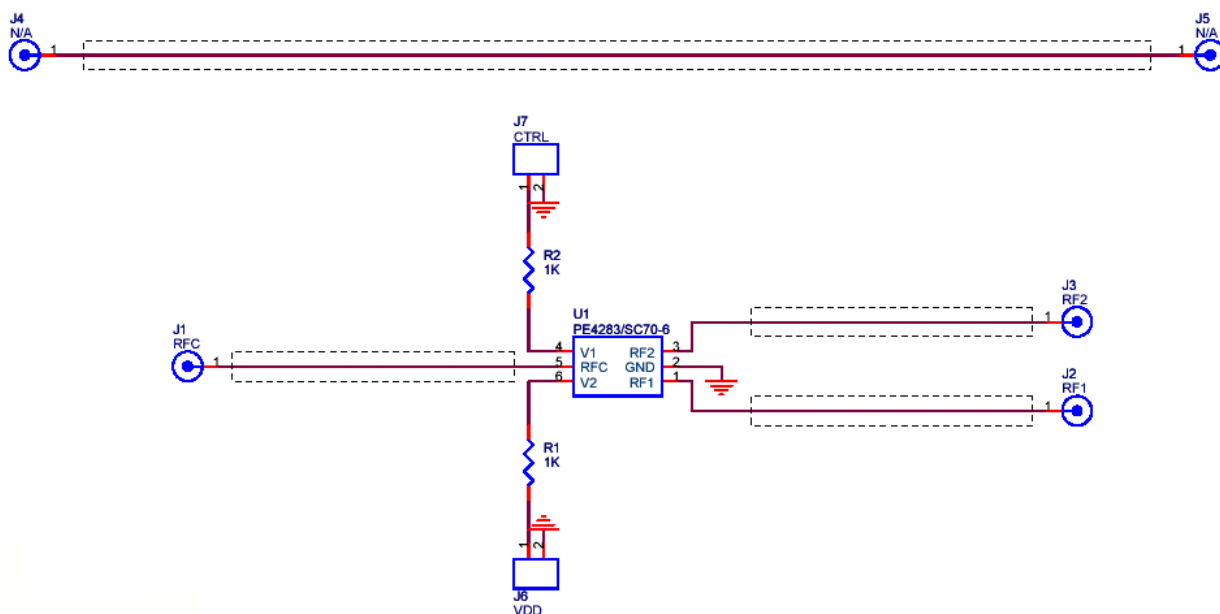 J4
N/A
1
J5
N/A
1
J7
CTRL
1
2
R2
1K
J3
RF2
1
U1
PE4283/SC70-6
J1
RFC
1
4
V1
RF2
3
5
RFC
GND
2
6
V2
RF1
1
J2
RF1
1
R1
1K
1
2
J6
VDD